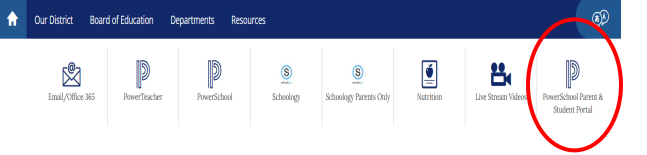 Our District Board of Education Departments Resources
Email/Office 365 PowerTeacher PowerSchool Schoology Schoology Parents Only Nutrition Live Stream Videos PowerSchool Parent &
Student Portal